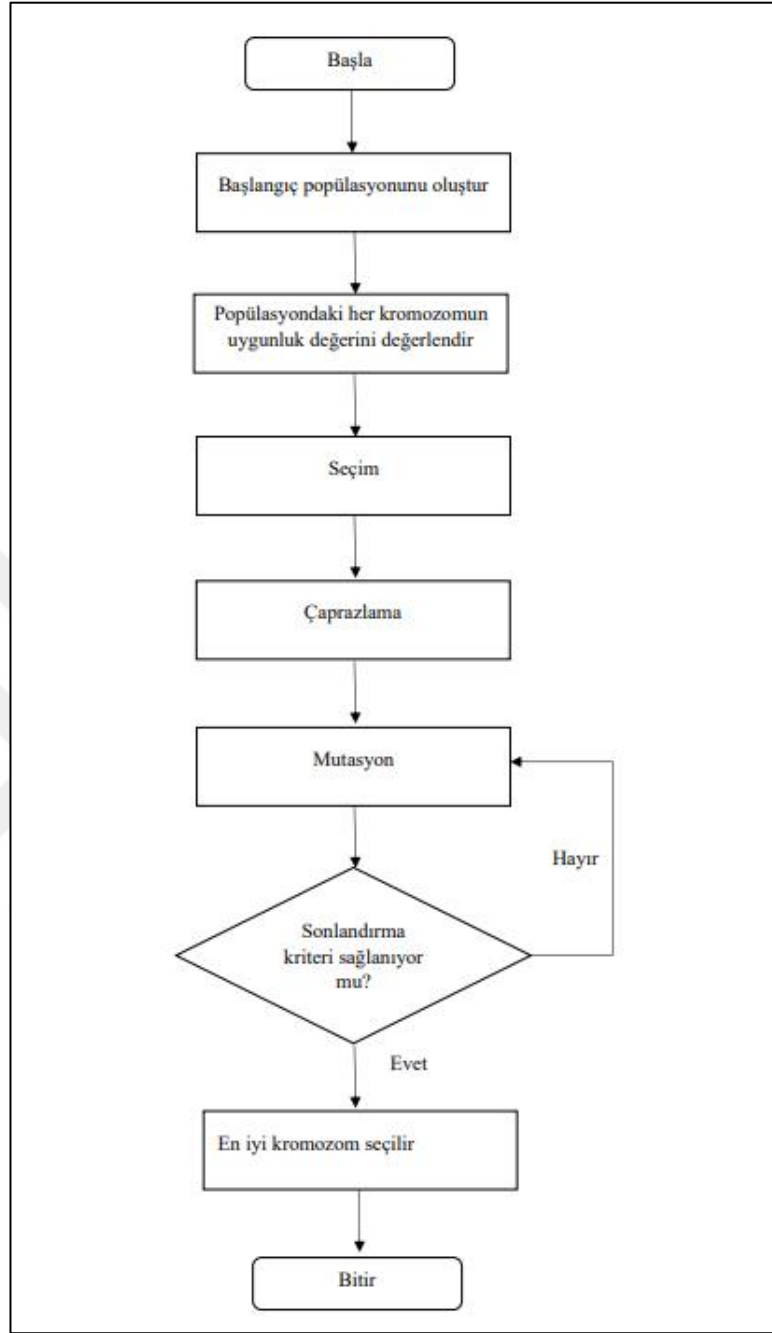 Başla
Başlangıç popülasyonunu oluştur
Popülasyondaki her kromozomun
uygunluk değerini değerlendir
Seçim
Çaprazlama
Mutasyon
Hayır
Sonlandırma
kriteri sağlanıyor
mu?
Evet
En iyi kromozom seçilir
Bitir